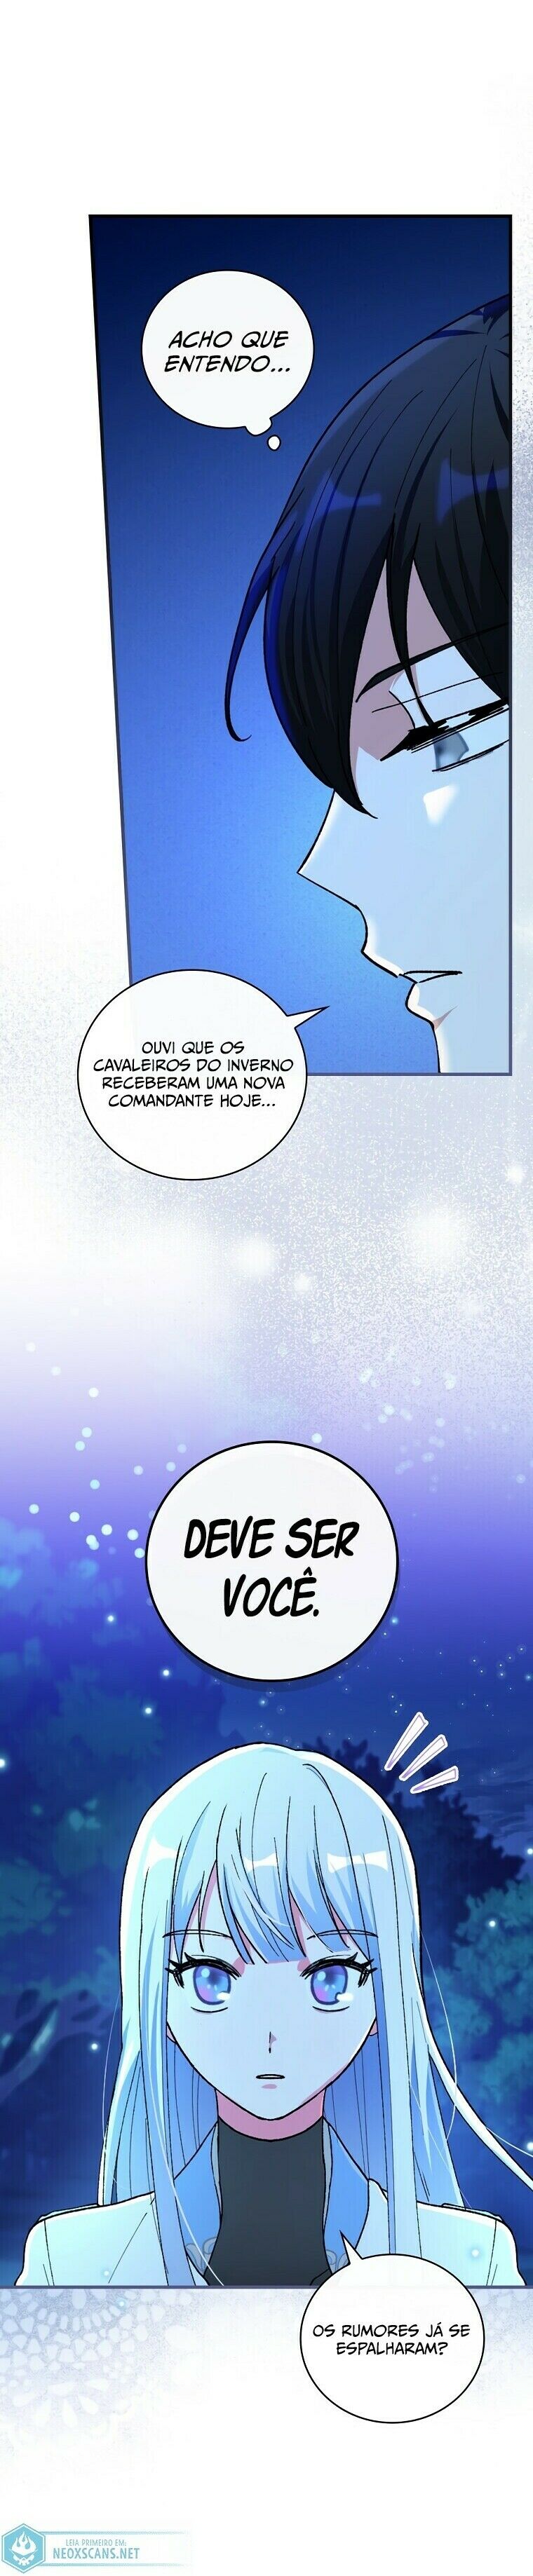 ACHO QUE
ENTENDO...
OUVI QUE OS
CAVALEIROS DO INVERNO
RECEBERAM UMA NOVA
COMANDANTE HOJE...
DEVE SER
VOCÊ.
OS RUMORES JÁ SE
ESPALHARAM?
LEIA PRIMEIRO EM:
NEOXSCANS.NET